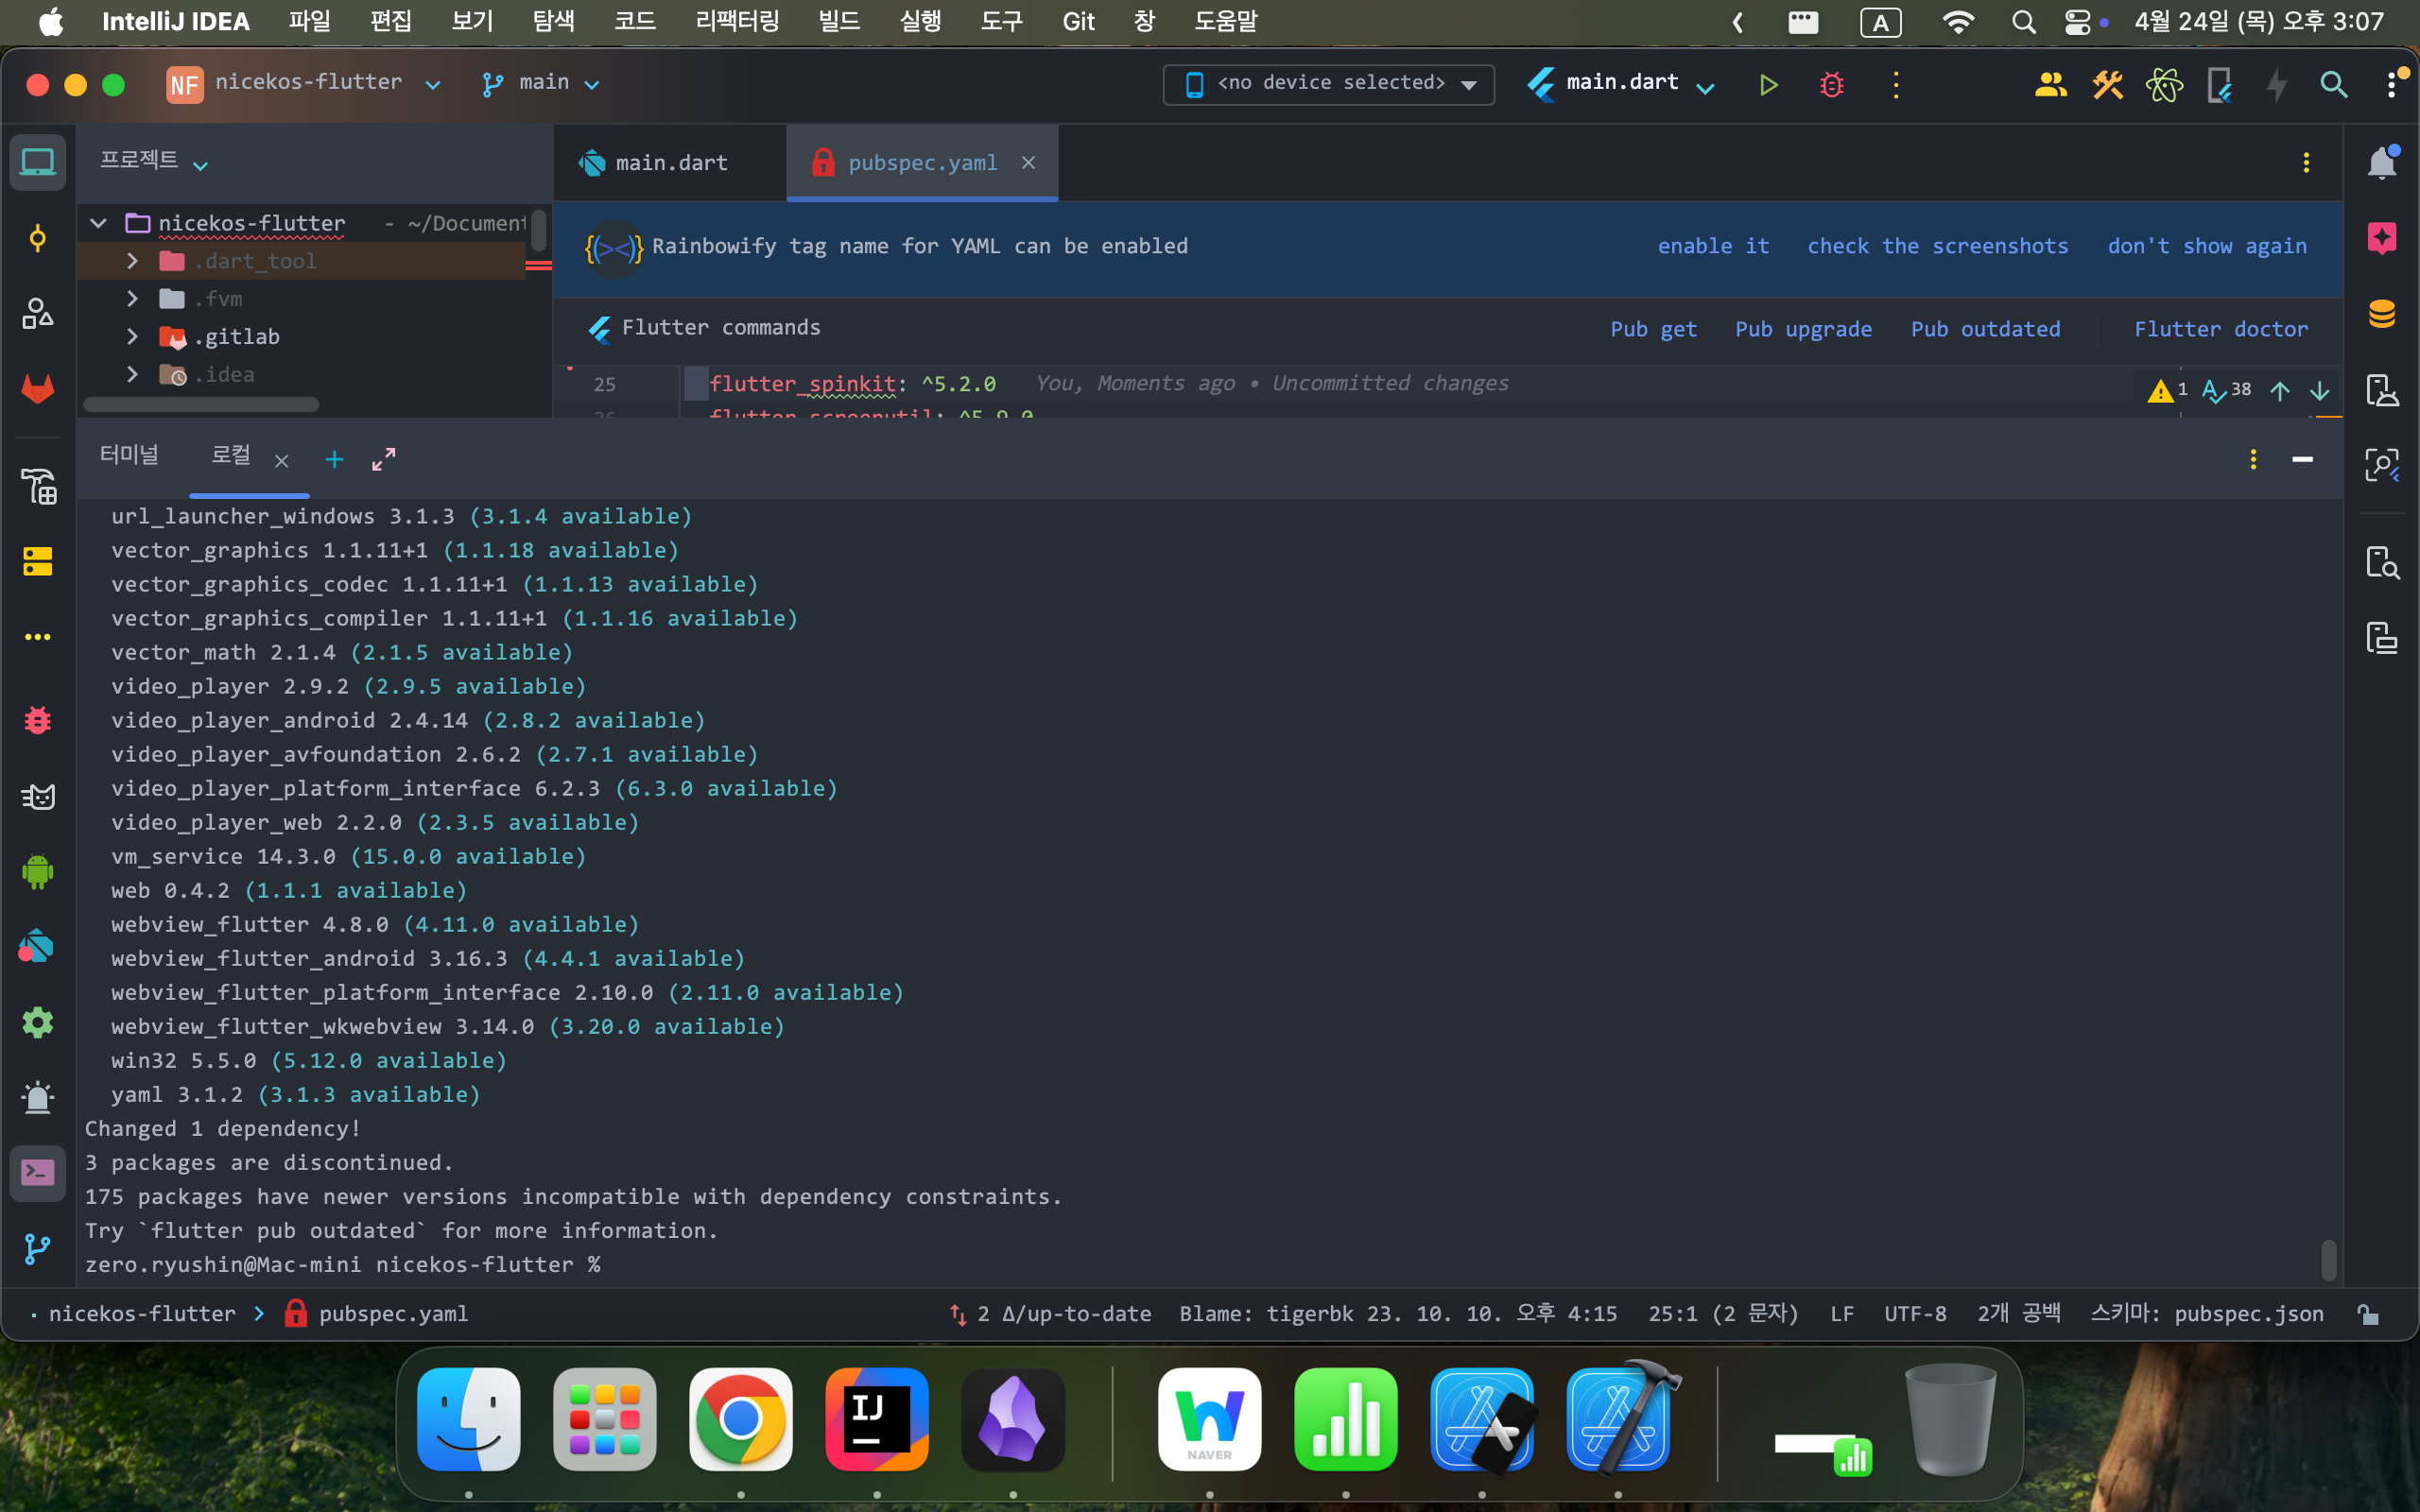 IntelliJ IDEA 파일 편집 보기 탐색 코드 리팩터링 빌드 실행 도구 Git 창 도움말 A 4월 24일 (목) 오후 3:07
NF nicekos-flutter main <no device selected> main.dart
프로젝트 main.dart pubspec.yaml
nicekos-flutter - ~/Document
.dart_tool
.fvm
.gitlab
.idea
Rainbowify tag name for YAML can be enabled enable it check the screenshots don't show again
Flutter commands Pub get Pub upgrade Pub outdated Flutter doctor
25 flutter_spinkit: ^5.2.0 You, Moments ago • Uncommitted changes 1 38
26 flutter_screenutil: ^5.9.0
터미널 로컬
url_launcher_windows 3.1.3 (3.1.4 available)
vector_graphics 1.1.11+1 (1.1.18 available)
vector_graphics_codec 1.1.11+1 (1.1.13 available)
vector_graphics_compiler 1.1.11+1 (1.1.16 available)
vector_math 2.1.4 (2.1.5 available)
video_player 2.9.2 (2.9.5 available)
video_player_android 2.4.14 (2.8.2 available)
video_player_avfoundation 2.6.2 (2.7.1 available)
video_player_platform_interface 6.2.3 (6.3.0 available)
video_player_web 2.2.0 (2.3.5 available)
vm_service 14.3.0 (15.0.0 available)
web 0.4.2 (1.1.1 available)
webview_flutter 4.8.0 (4.11.0 available)
webview_flutter_android 3.16.3 (4.4.1 available)
webview_flutter_platform_interface 2.10.0 (2.11.0 available)
webview_flutter_wkwebview 3.14.0 (3.20.0 available)
win32 5.5.0 (5.12.0 available)
yaml 3.1.2 (3.1.3 available)
Changed 1 dependency!
3 packages are discontinued.
175 packages have newer versions incompatible with dependency constraints.
Try `flutter pub outdated` for more information.
zero.ryushin@Mac-mini nicekos-flutter %
nicekos-flutter pubspec.yaml 2 Δ/up-to-date Blame: tigerbk 23. 10. 10. 오후 4:15 25:1 (2 문자) LF UTF-8 2개 공백 스키마: pubspec.json
IJ
NAVER